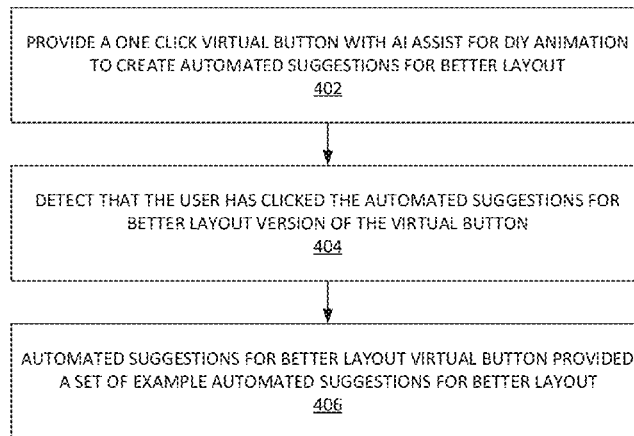 PROVIDE A ONE CLICK VIRTUAL BUTTON WITH AI ASSIST FOR DIY ANIMATION
TO CREATE AUTOMATED SUGGESTIONS FOR BETTER LAYOUT
402
DETECT THAT THE USER HAS CLICKED THE AUTOMATED SUGGESTIONS FOR
BETTER LAYOUT VERSION OF THE VIRTUAL BUTTON
404
AUTOMATED SUGGESTIONS FOR BETTER LAYOUT VIRTUAL BUTTON PROVIDED
A SET OF EXAMPLE AUTOMATED SUGGESTIONS FOR BETTER LAYOUT
406